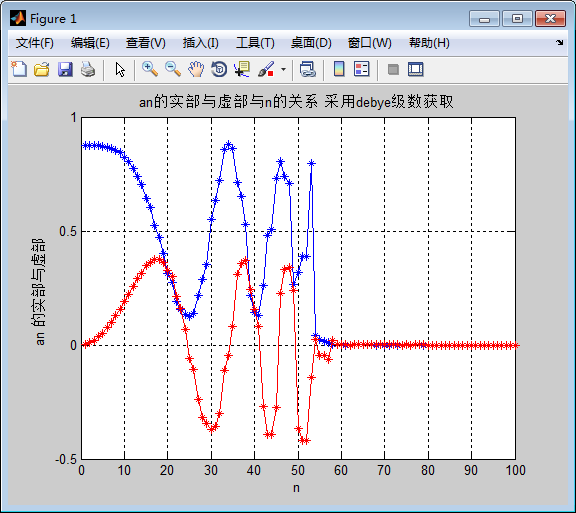 Figure 1
文件(F) 编辑(E) 查看(V) 插入(I) 工具(T) 桌面(D) 窗口(W) 帮助(H)
an的实部与虚部与n的关系 采用debye级数获取
1
0.5
0
-0.5
an 的实部与虚部
0 10 20 30 40 50 60 70 80 90 100
n